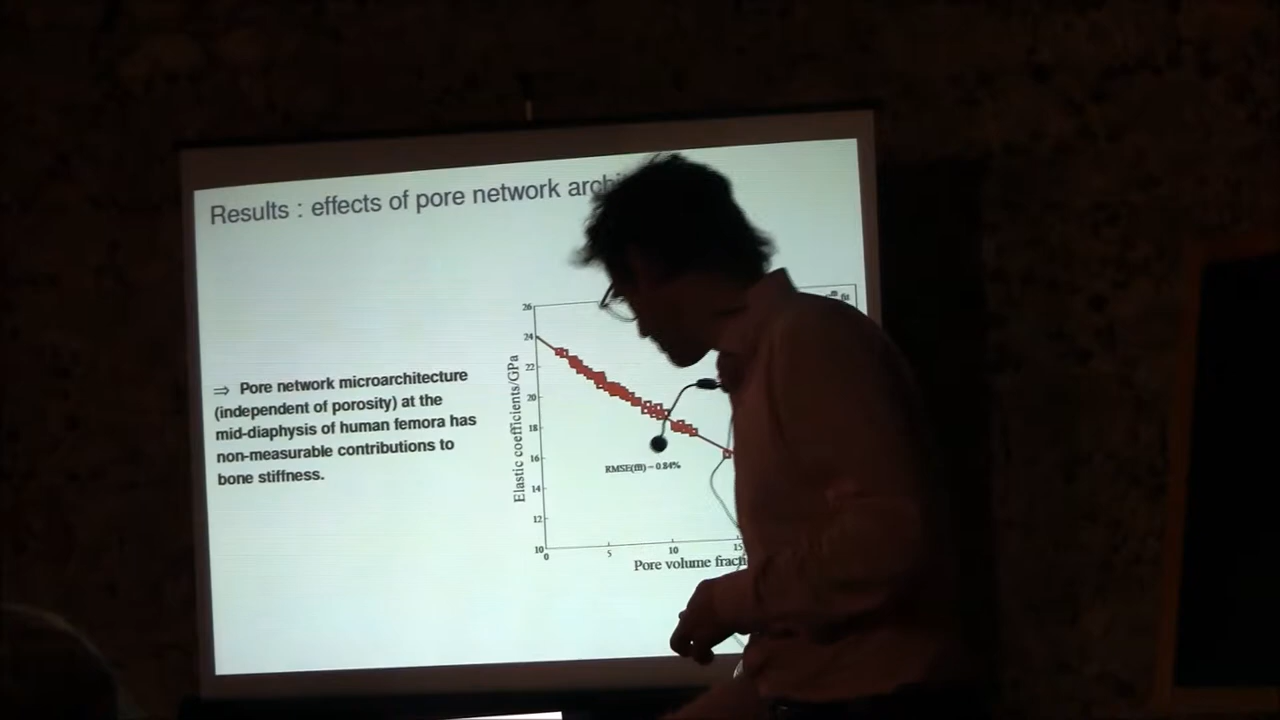 Results : effects of pore network arch
fit
26
24
22
20
18
16
14
12
10
0
5
10
15
Elastic coefficients/GPa
RMSE(fit) = 0.84%
Pore volume fract
⇒ Pore network microarchitecture
(independent of porosity) at the
mid-diaphysis of human femora has
non-measurable contributions to
bone stiffness.